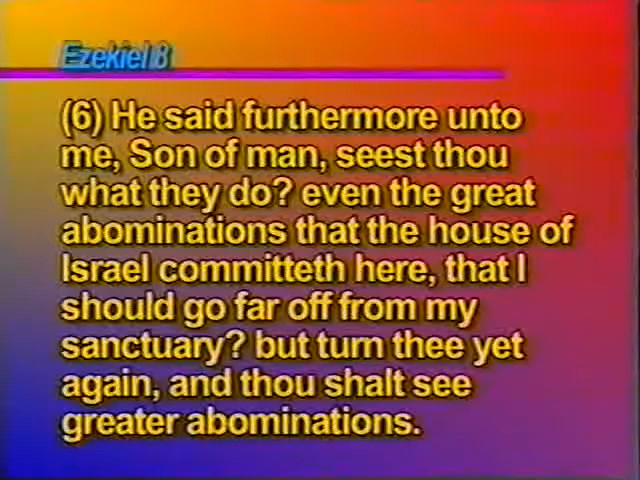 Ezekiel 8
(6) He said furthermore unto
me, Son of man, seest thou
what they do? even the great
abominations that the house of
Israel committeth here, that I
should go far off from my
sanctuary? but turn thee yet
again, and thou shalt see
greater abominations.